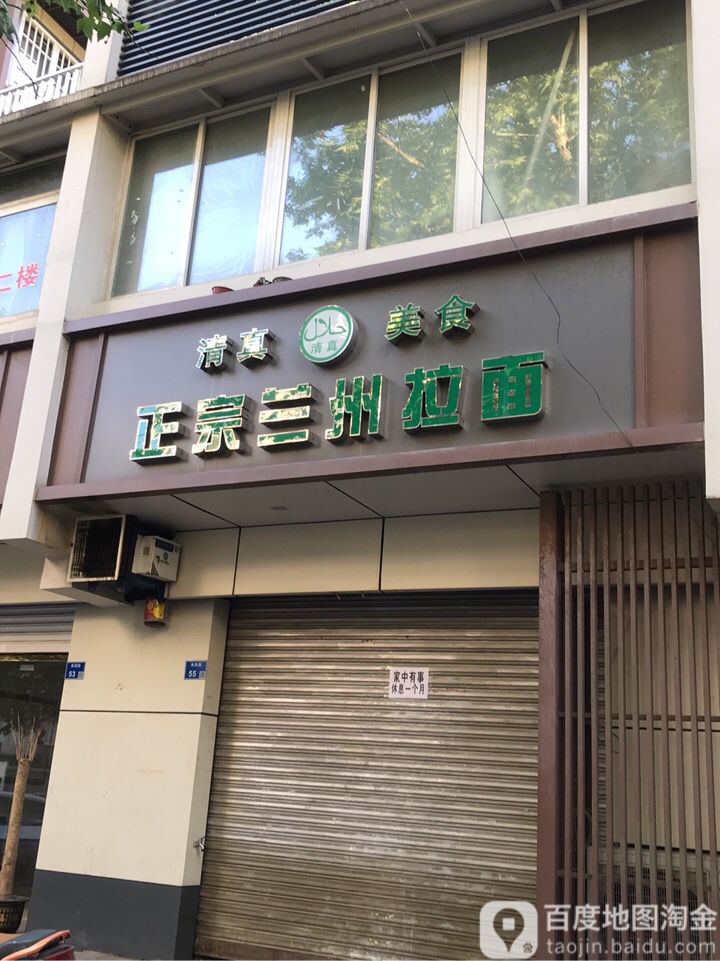 二楼
清真 حلال 清真 美食
正宗兰州拉面
53
55
家中有事
休息一个月
百度地图淘金
taojin.baidu.com